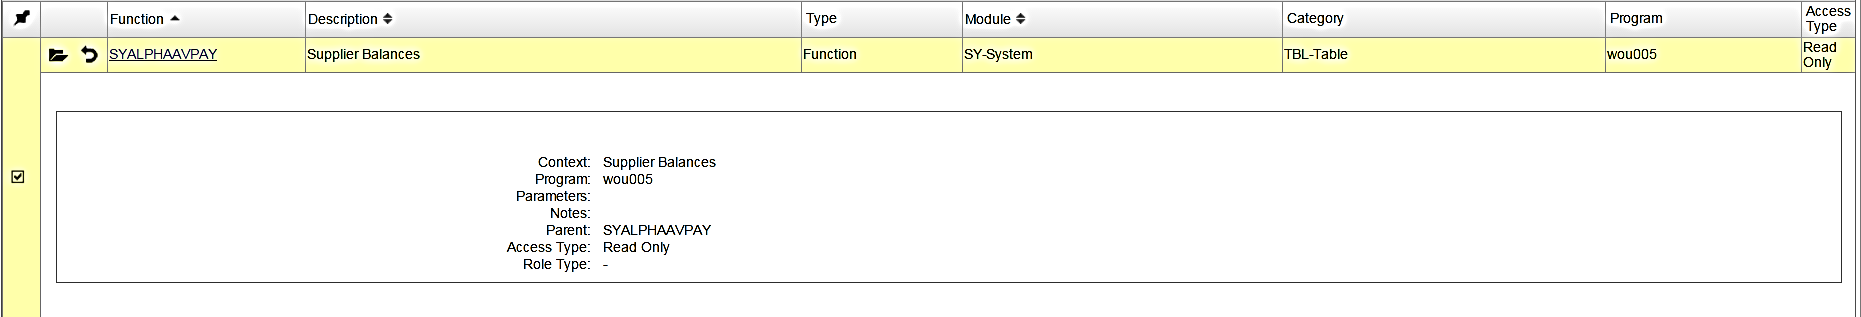 Function Description Type Module Category Program Access Type
SYALPHAAVPAY Supplier Balances Function SY-System TBL-Table wou005 Read Only
Context: Supplier Balances
Program: wou005
Parameters:
Notes:
Parent: SYALPHAAVPAY
Access Type: Read Only
Role Type: -